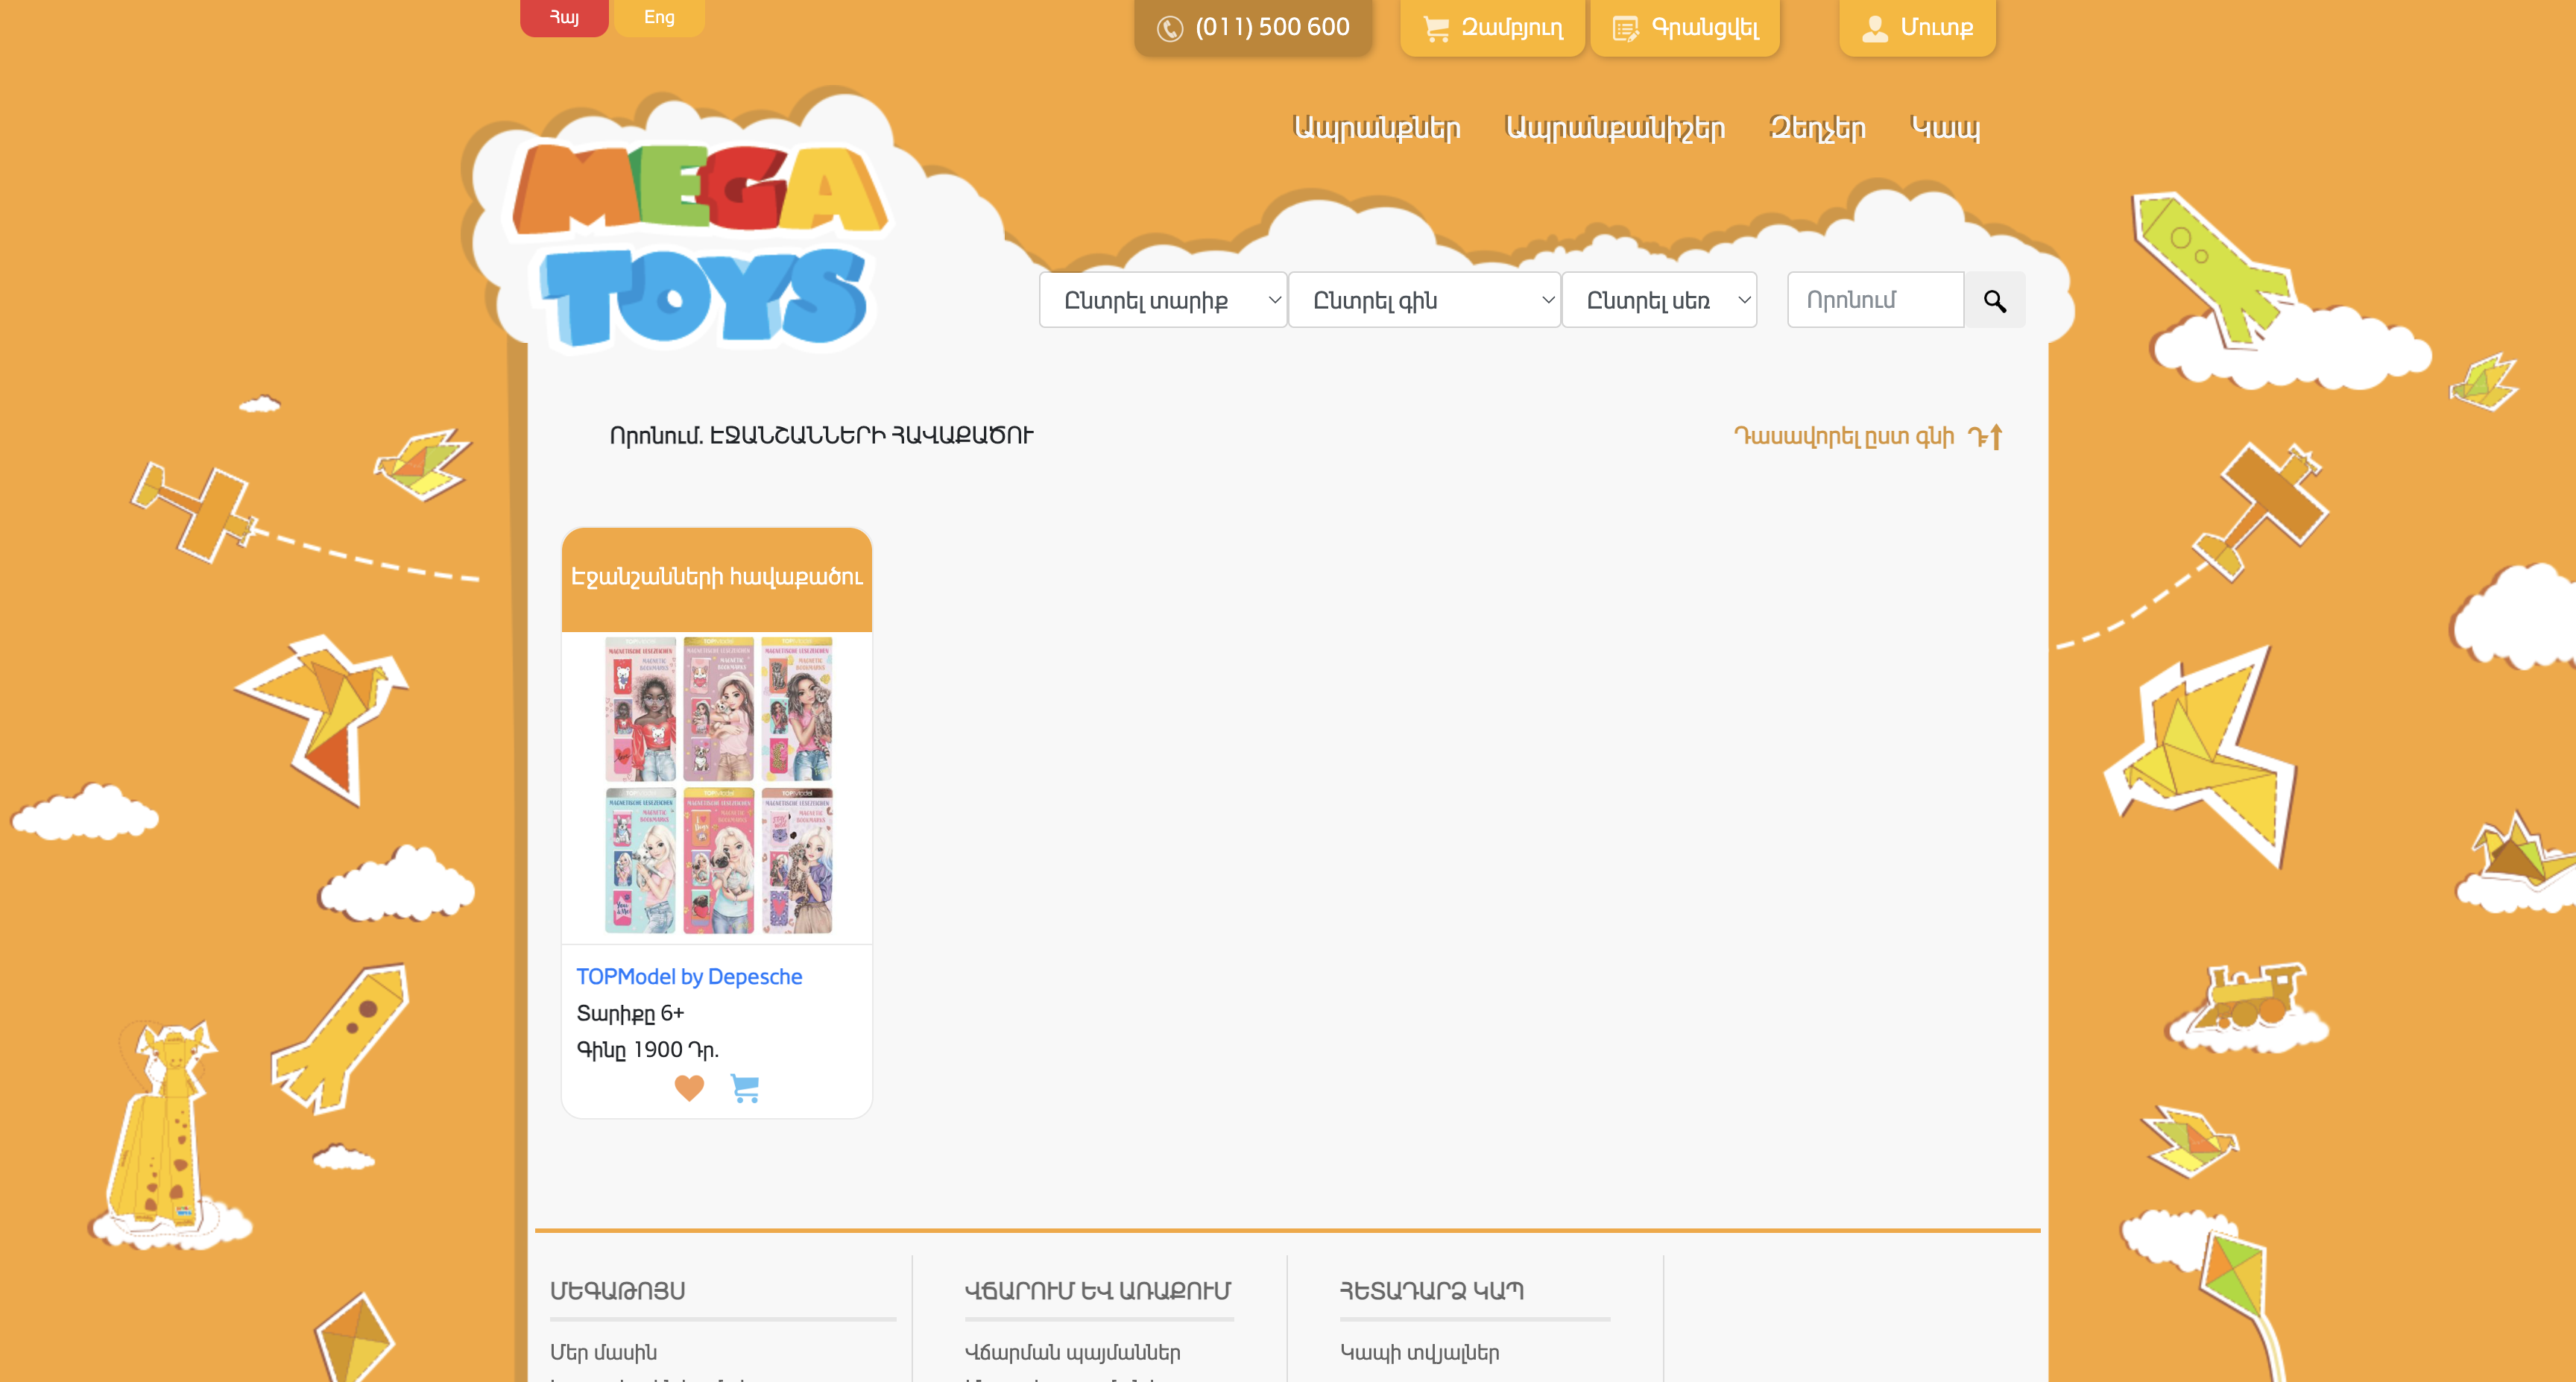 Հայ
Eng
(011) 500 600
Զամբյուղ
Գրանցվել
Մուտք
Ապրանքներ
Ապրանքանիշեր
Զեղչեր
Կապ
MEGA
TOYS
Ընտրել տարիք
Ընտրել գին
Ընտրել սեռ
Որոնում
Որոնում. ԷՋԱՆՇԱՆՆԵՐԻ ՀԱՎԱՔԱԾՈՒ
Դասավորել ըստ գնի
Էջանշանների հավաքածու
TOPModel by Depesche
Տարիքը 6+
Գինը 1900 Դր.
ՄԵԳԱԹՈՅՍ
Մեր մասին
ՎՃԱՐՈՒՄ ԵՎ ԱՌԱՔՈՒՄ
Վճարման պայմաններ
ՀԵՏԱԴԱՐՁ ԿԱՊ
Կապի տվյալներ